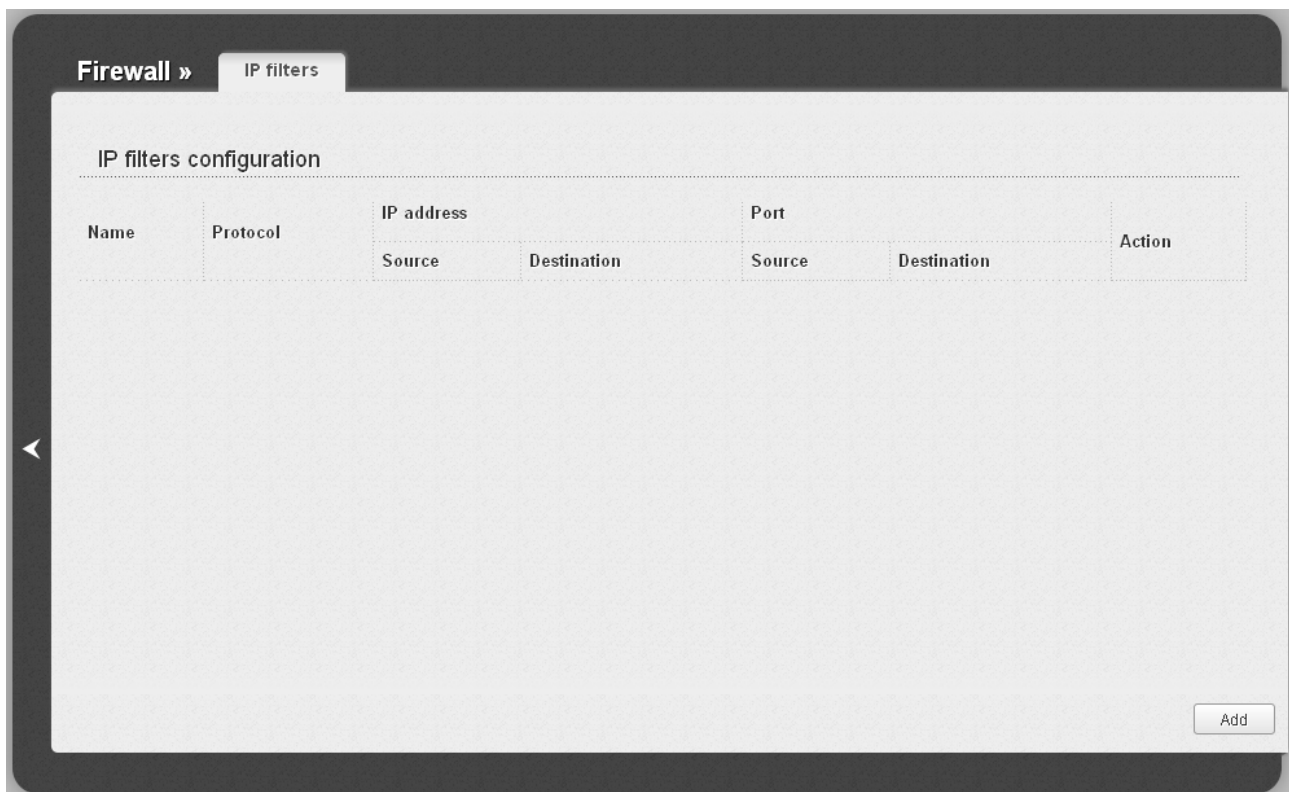 Firewall » IP filters
IP filters configuration
Name Protocol IP address Port Action
Source Destination Source Destination
Add